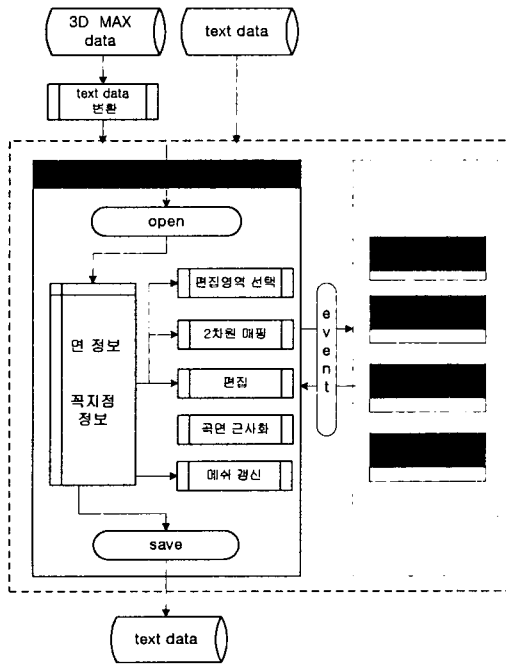 3D MAX
data
text data
text data
변환
open
편집영역 선택
면 정보
2차원 매핑
편집
꼭지점
정보
곡면 근사화
메쉬 갱신
event
save
text data